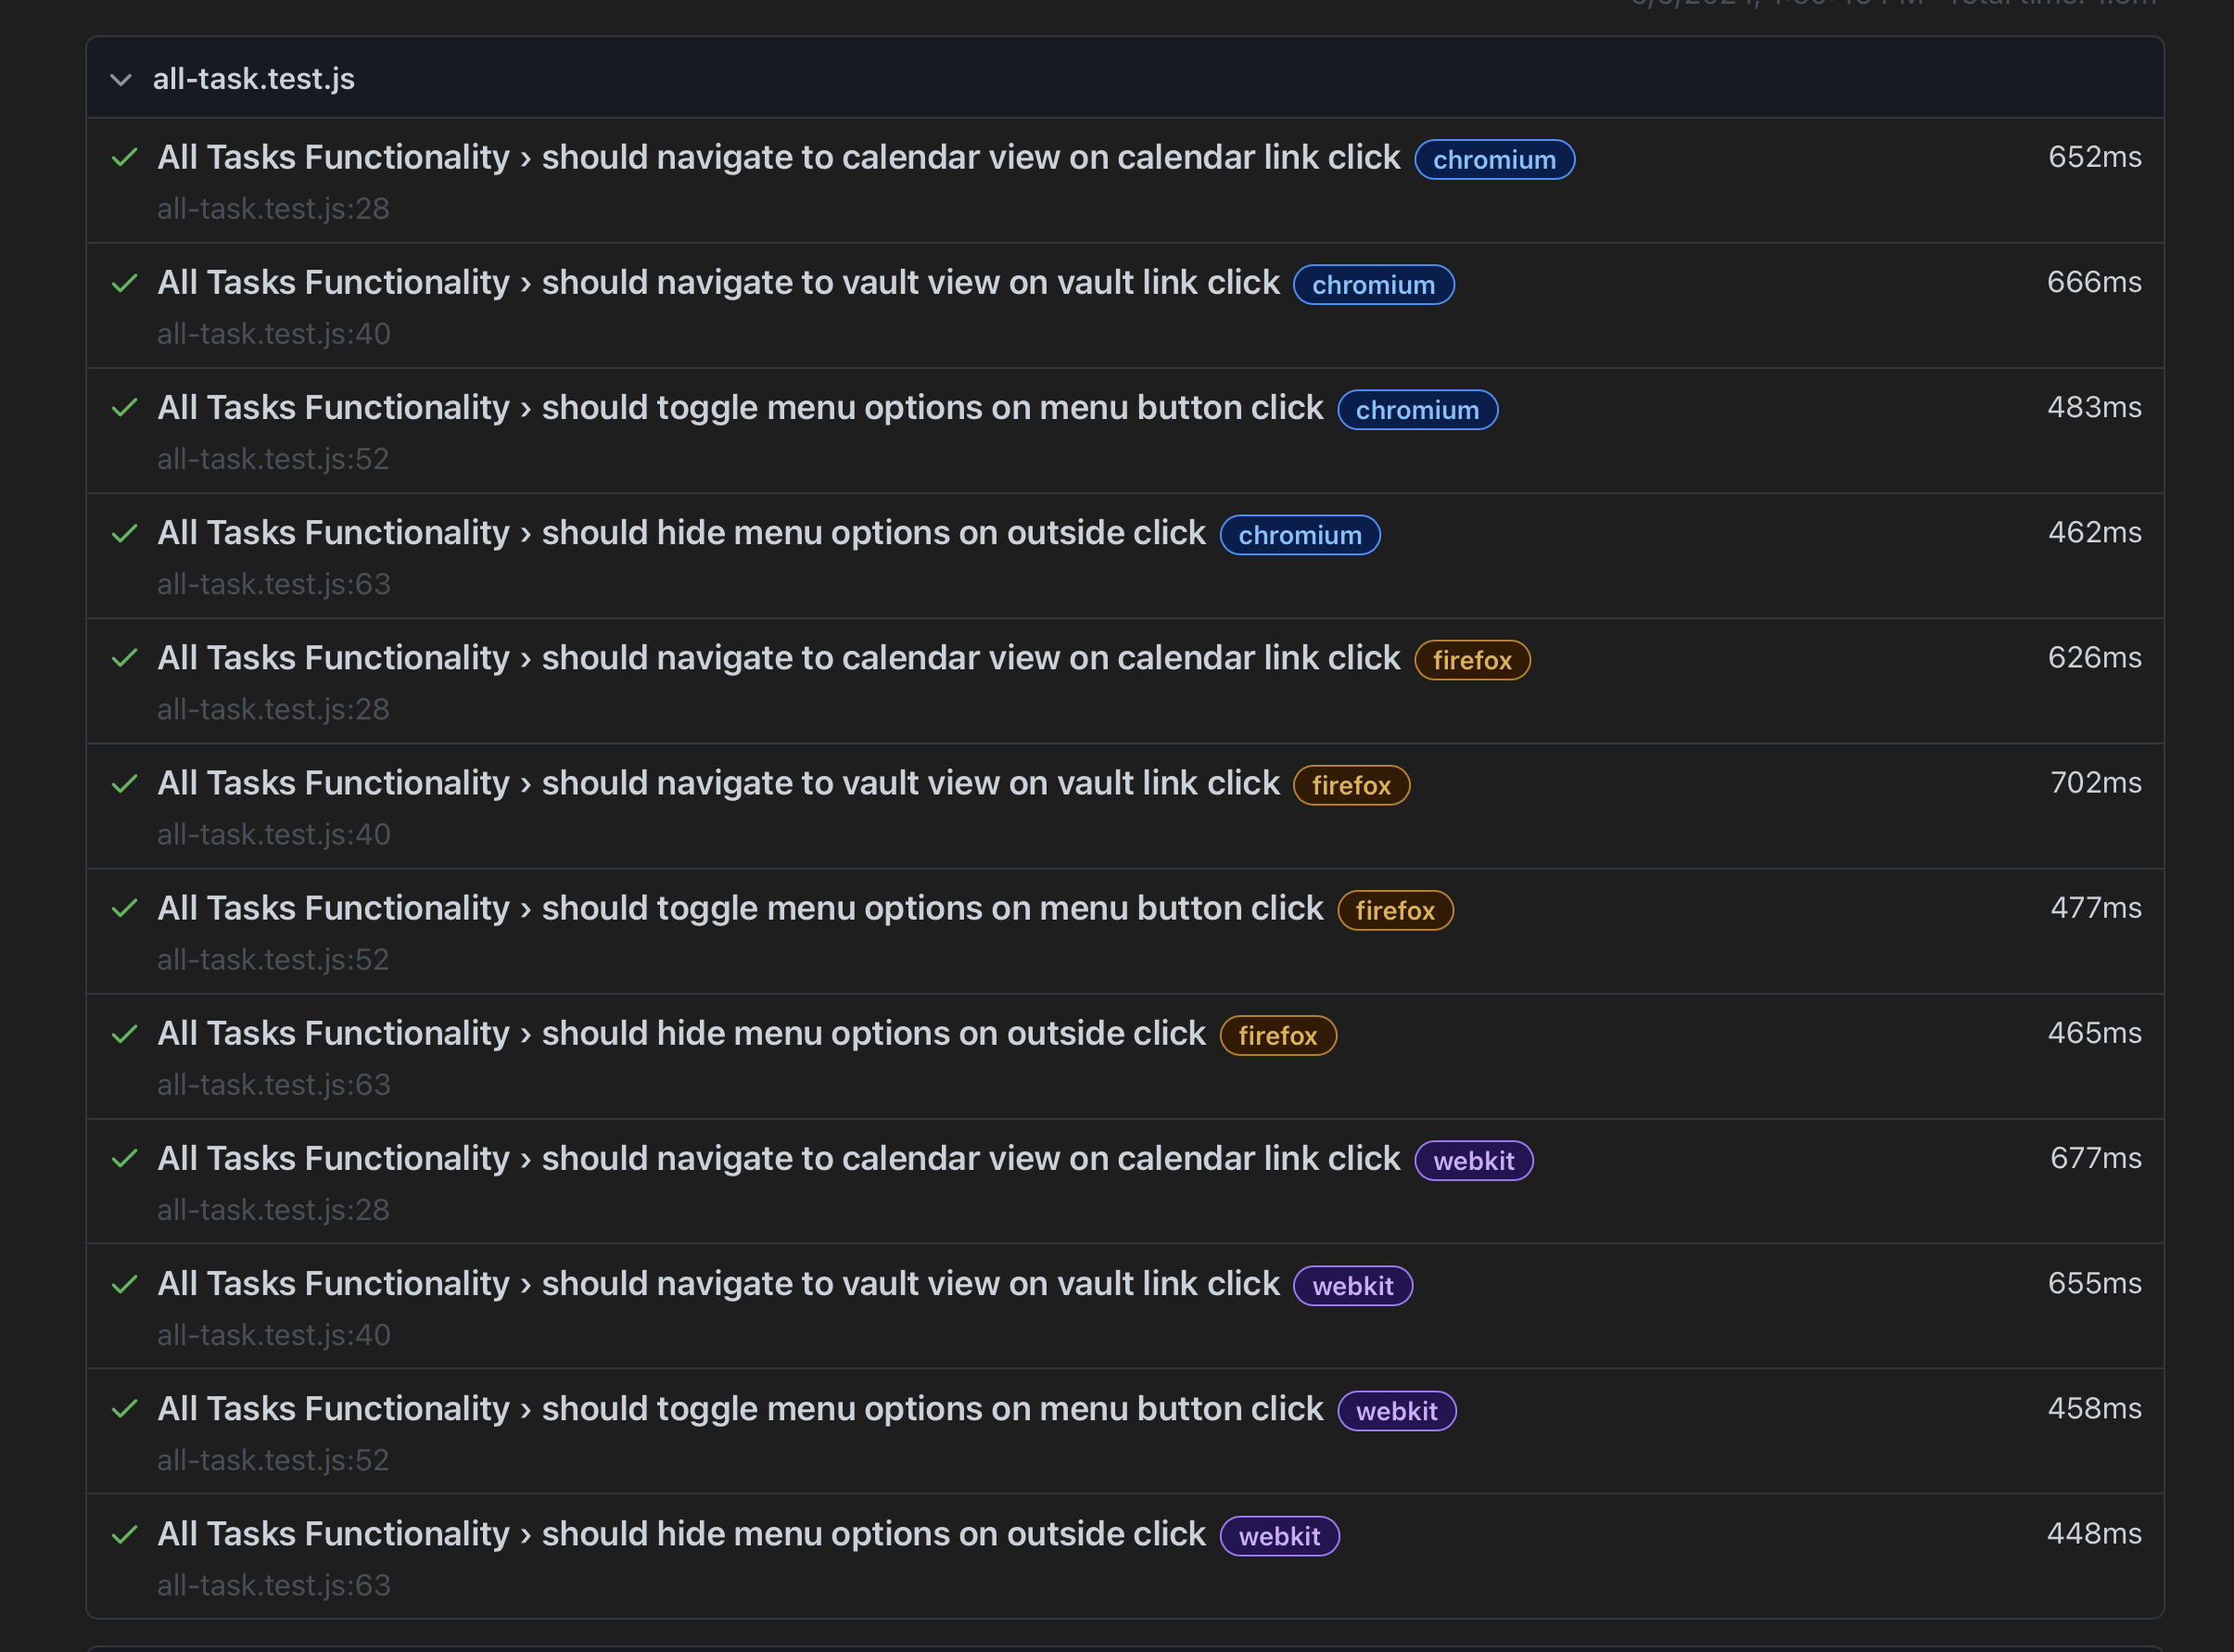 all-task.test.js
All Tasks Functionality › should navigate to calendar view on calendar link click chromium 652ms
all-task.test.js:28
All Tasks Functionality › should navigate to vault view on vault link click chromium 666ms
all-task.test.js:40
All Tasks Functionality › should toggle menu options on menu button click chromium 483ms
all-task.test.js:52
All Tasks Functionality › should hide menu options on outside click chromium 462ms
all-task.test.js:63
All Tasks Functionality › should navigate to calendar view on calendar link click firefox 626ms
all-task.test.js:28
All Tasks Functionality › should navigate to vault view on vault link click firefox 702ms
all-task.test.js:40
All Tasks Functionality › should toggle menu options on menu button click firefox 477ms
all-task.test.js:52
All Tasks Functionality › should hide menu options on outside click firefox 465ms
all-task.test.js:63
All Tasks Functionality › should navigate to calendar view on calendar link click webkit 677ms
all-task.test.js:28
All Tasks Functionality › should navigate to vault view on vault link click webkit 655ms
all-task.test.js:40
All Tasks Functionality › should toggle menu options on menu button click webkit 458ms
all-task.test.js:52
All Tasks Functionality › should hide menu options on outside click webkit 448ms
all-task.test.js:63